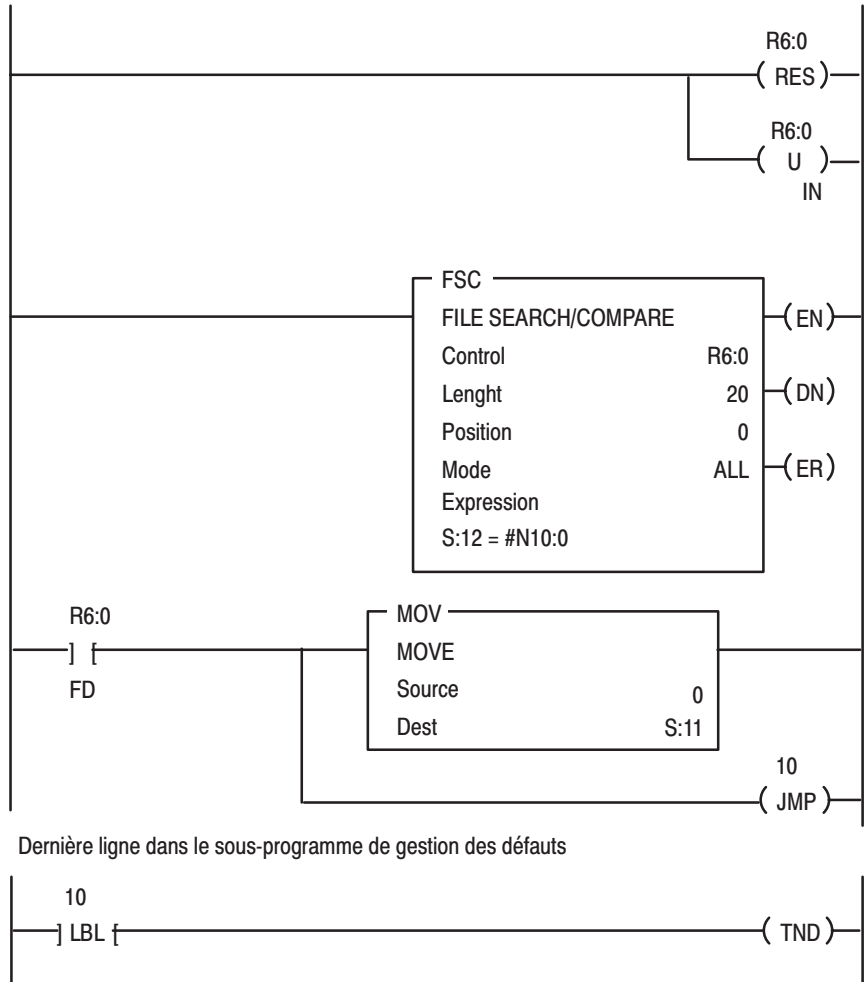 R6:0
( RES )
R6:0
( U )
IN
FSC
FILE SEARCH/COMPARE
( EN )
Control R6:0
Lenght 20
( DN )
Position 0
Mode ALL
( ER )
Expression
S:12 = #N10:0
R6:0
] [
FD
MOV
MOVE
Source 0
Dest S:11
10
( JMP )
Dernière ligne dans le sous-programme de gestion des défauts
10
] LBL [ ( TND )